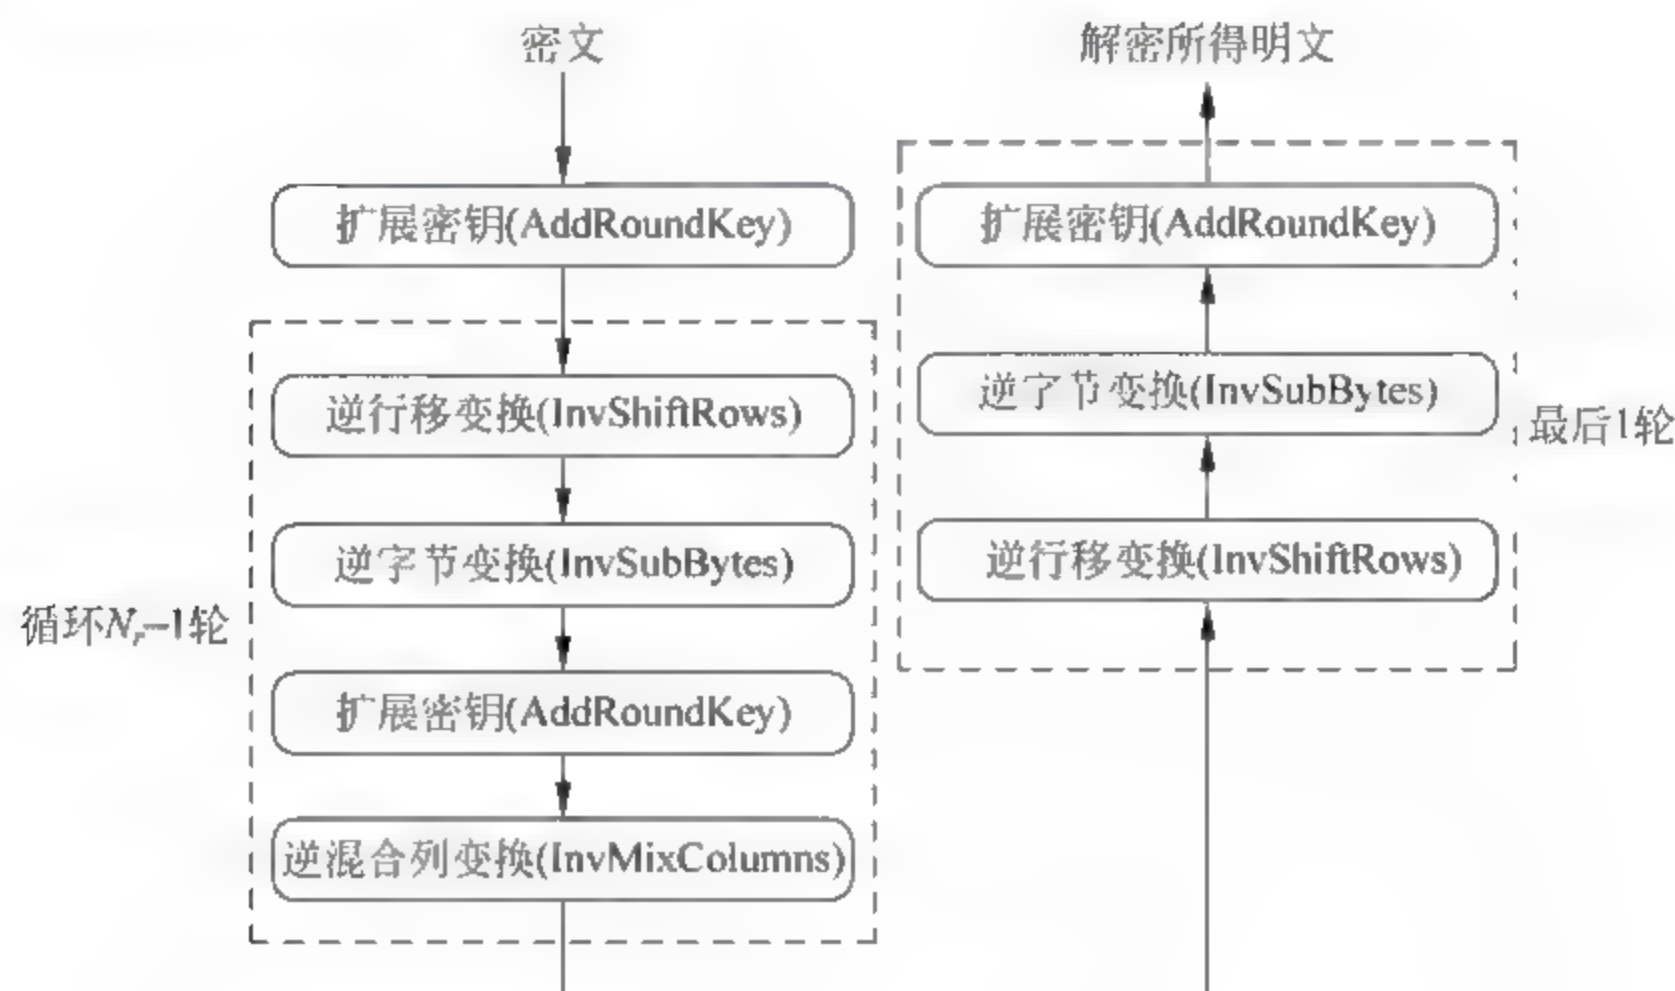 密文
扩展密钥(AddRoundKey)
逆行移变换(InvShiftRows)
逆字节变换(InvSubBytes)
扩展密钥(AddRoundKey)
逆混合列变换(InvMixColumns)
循环Nr-1轮
解密所得明文
扩展密钥(AddRoundKey)
逆字节变换(InvSubBytes)
逆行移变换(InvShiftRows)
最后1轮